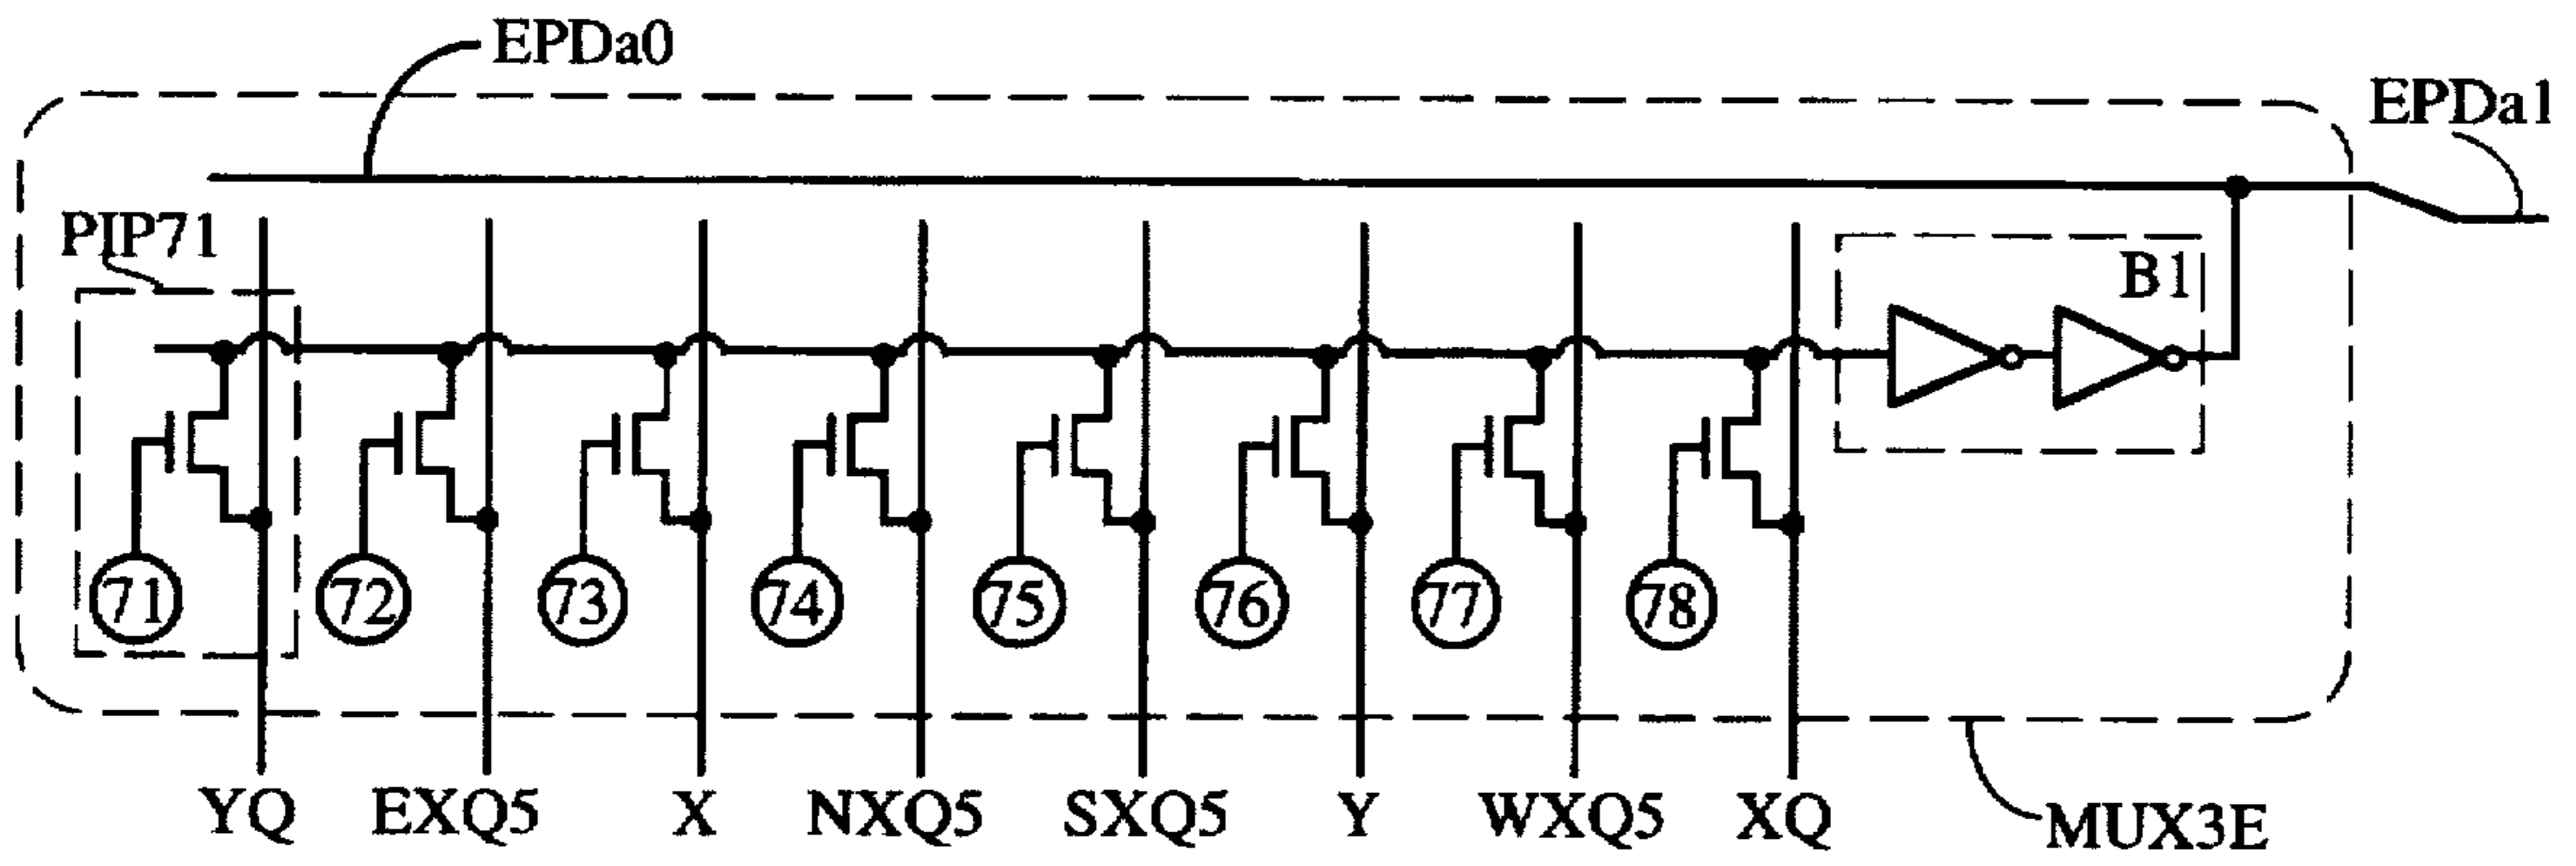 EPDa0
EPDa1
PIP71
B1
71 72 73 74 75 76 77 78
YQ EXQ5 X NXQ5 SXQ5 Y WXQ5 XQ
MUX3E